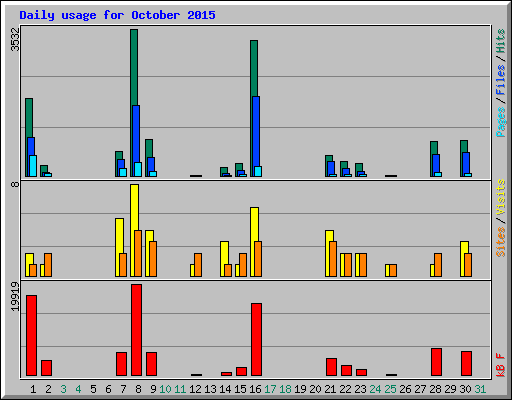 Daily usage for October 2015
3532
Pages / Files / Hits
8
Sites / Visits
19919
kB F
1 2 3 4 5 6 7 8 9 10 11 12 13 14 15 16 17 18 19 20 21 22 23 24 25 26 27 28 29 30 31